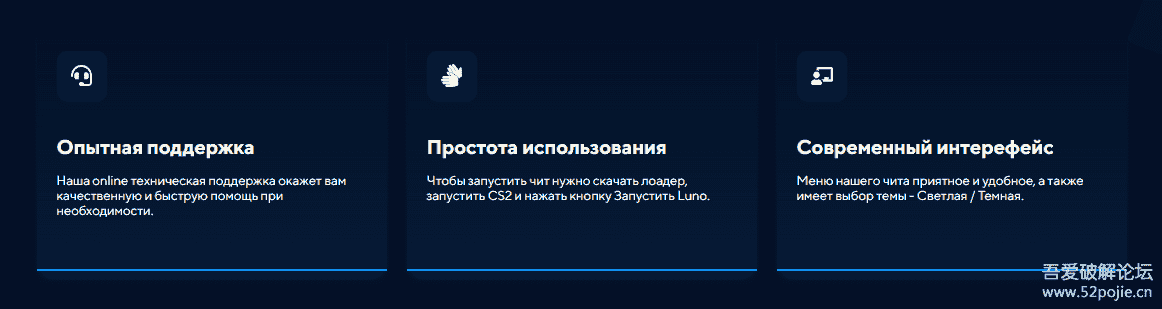 Опытная поддержка
Наша online техническая поддержка окажет вам
качественную и быструю помощь при
необходимости.
Простота использования
Чтобы запустить чит нужно скачать лоадер,
запустить CS2 и нажать кнопку Запустить Luno.
Современный интерефейс
Меню нашего чита приятное и удобное, а также
имеет выбор темы - Светлая / Темная.
吾爱破解论坛
www.52pojie.cn